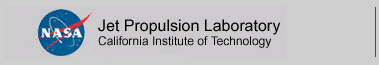 NASA
Jet Propulsion Laboratory
California Institute of Technology